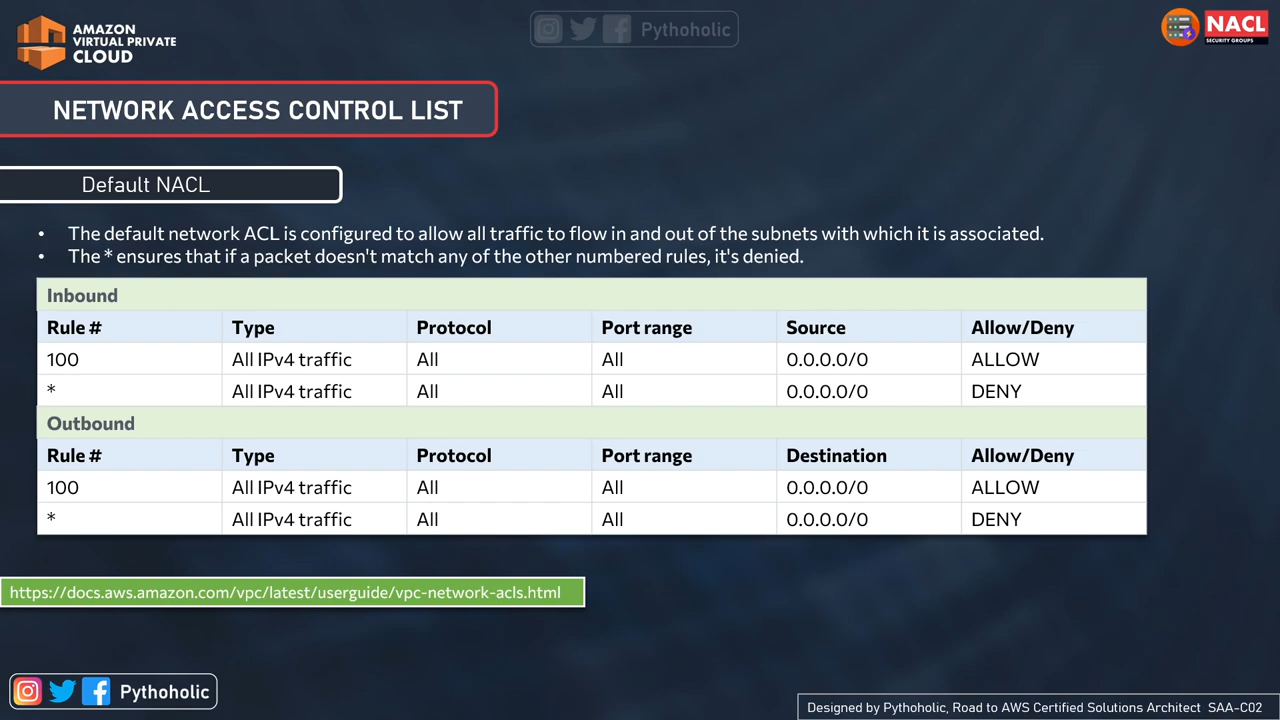 AMAZON
VIRTUAL PRIVATE
CLOUD
Pythoholic
NACL
SECURITY GROUPS
NETWORK ACCESS CONTROL LIST
Default NACL
• The default network ACL is configured to allow all traffic to flow in and out of the subnets with which it is associated.
• The * ensures that if a packet doesn't match any of the other numbered rules, it's denied.
Inbound
Rule # Type Protocol Port range Source Allow/Deny
100 All IPv4 traffic All All 0.0.0.0/0 ALLOW
* All IPv4 traffic All All 0.0.0.0/0 DENY
Outbound
Rule # Type Protocol Port range Destination Allow/Deny
100 All IPv4 traffic All All 0.0.0.0/0 ALLOW
* All IPv4 traffic All All 0.0.0.0/0 DENY
https://docs.aws.amazon.com/vpc/latest/userguide/vpc-network-acls.html
Pythoholic
Designed by Pythoholic, Road to AWS Certified Solutions Architect SAA-C02